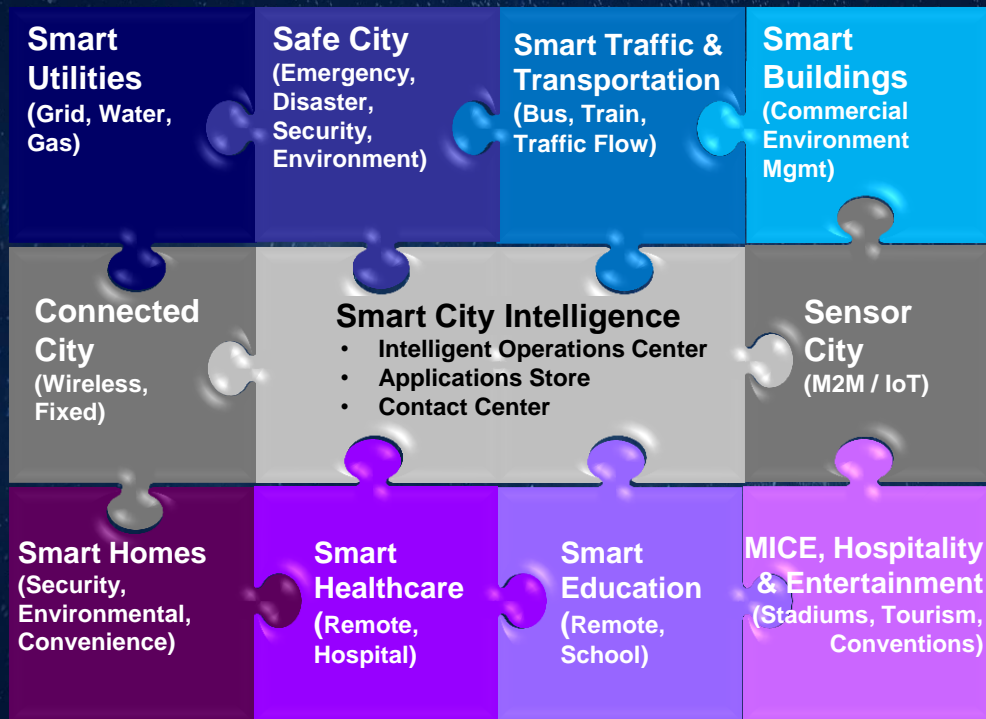 Smart
Utilities
(Grid, Water,
Gas)
Safe City
(Emergency,
Disaster,
Security,
Environment)
Smart Traffic &
Transportation
(Bus, Train,
Traffic Flow)
Smart
Buildings
(Commercial
Environment
Mgmt)
Connected
City
(Wireless,
Fixed)
Smart City Intelligence
• Intelligent Operations Center
• Applications Store
• Contact Center
Sensor
City
(M2M / IoT)
Smart Homes
(Security,
Environmental,
Convenience)
Smart
Healthcare
(Remote,
Hospital)
Smart
Education
(Remote,
School)
MICE, Hospitality
& Entertainment
(Stadiums, Tourism,
Conventions)